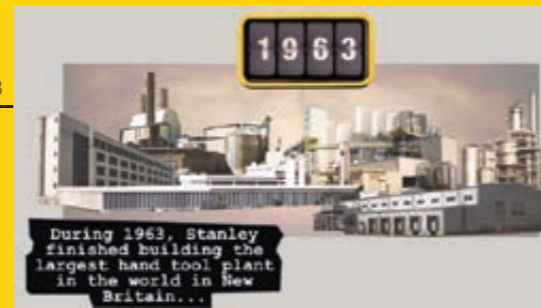 1963
During 1963, Stanley
finished building the
largest hand tool plant
in the world in New
Britain...